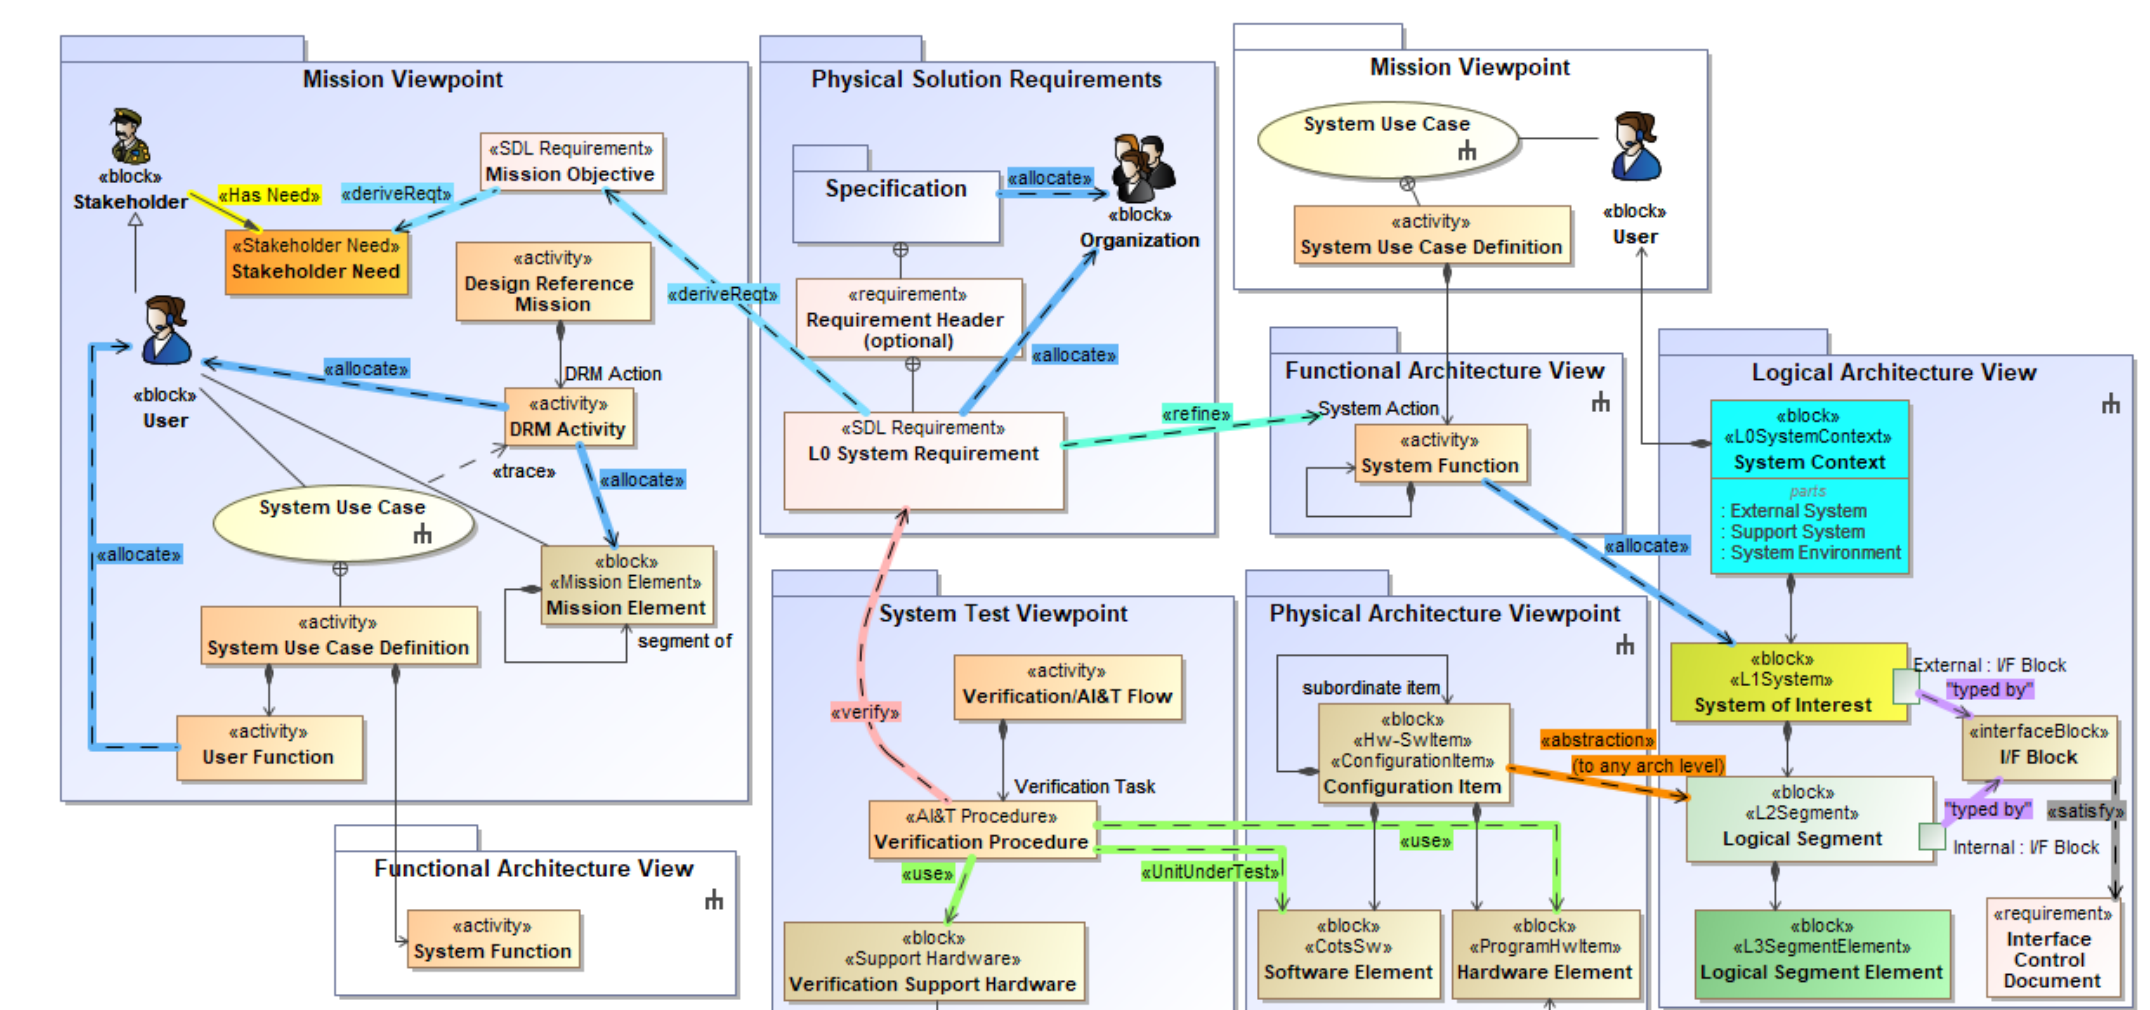 Mission Viewpoint
«block»
Stakeholder
«Has Need»
«deriveReqt»
«SDL Requirement»
Mission Objective
«Stakeholder Need»
Stakeholder Need
«activity»
Design Reference
Mission
«block»
User
«allocate»
DRM Action
«activity»
DRM Activity
«trace»
«allocate»
System Use Case
«allocate»
«block»
«Mission Element»
Mission Element
segment of
«activity»
System Use Case Definition
«activity»
User Function
Functional Architecture View
«activity»
System Function
Physical Solution Requirements
Specification
«allocate»
«block»
Organization
«deriveReqt»
«requirement»
Requirement Header
(optional)
«allocate»
«SDL Requirement»
L0 System Requirement
«refine»
System Test Viewpoint
«activity»
Verification/AI&T Flow
«verify»
Verification Task
«AI&T Procedure»
Verification Procedure
«use»
«use»
«UnitUnderTest»
«block»
«Support Hardware»
Verification Support Hardware
Mission Viewpoint
System Use Case
«block»
User
«activity»
System Use Case Definition
Functional Architecture View
System Action
«activity»
System Function
«allocate»
Physical Architecture Viewpoint
subordinate item
«block»
«Hw-SwItem»
«ConfigurationItem»
Configuration Item
«abstraction»
(to any arch level)
«block»
«CotsSw»
Software Element
«block»
«ProgramHwItem»
Hardware Element
Logical Architecture View
«block»
«L0SystemContext»
System Context
parts
: External System
: Support System
: System Environment
«block»
«L1System»
System of Interest
External : I/F Block
"typed by"
«interfaceBlock»
I/F Block
«block»
«L2Segment»
Logical Segment
"typed by"
«satisfy»
Internal : I/F Block
«block»
«L3SegmentElement»
Logical Segment Element
«requirement»
Interface
Control
Document